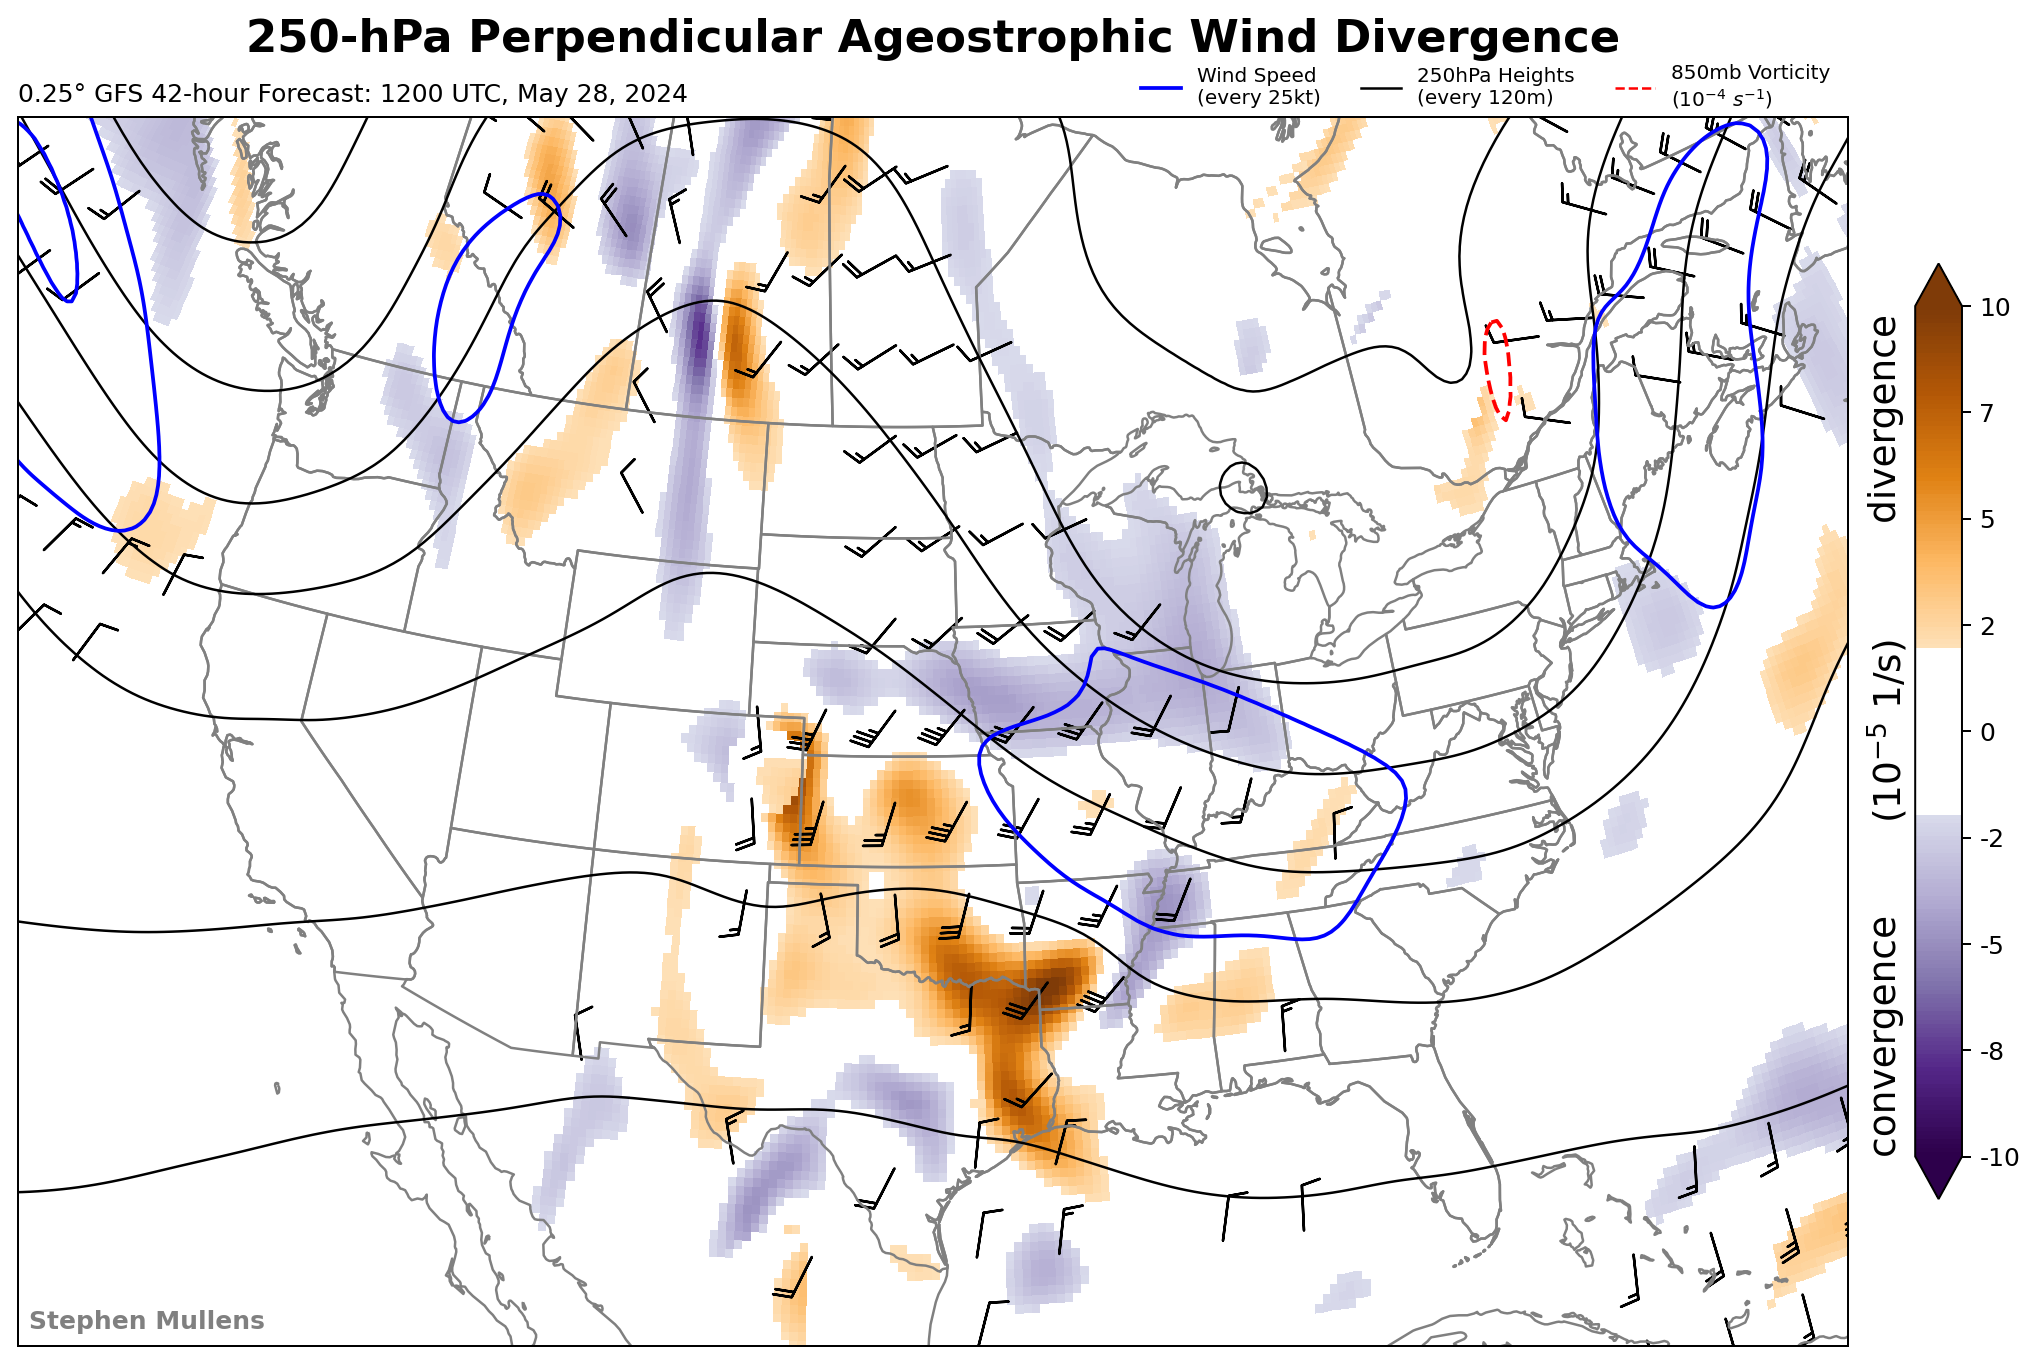 250-hPa Perpendicular Ageostrophic Wind Divergence
0.25° GFS 42-hour Forecast: 1200 UTC, May 28, 2024
Wind Speed
(every 25kt)
250hPa Heights
(every 120m)
850mb Vorticity
(10⁻⁴ s⁻¹)
10
7
5
2
0
-2
-5
-8
-10
convergence (10⁻⁵ 1/s) divergence
Stephen Mullens